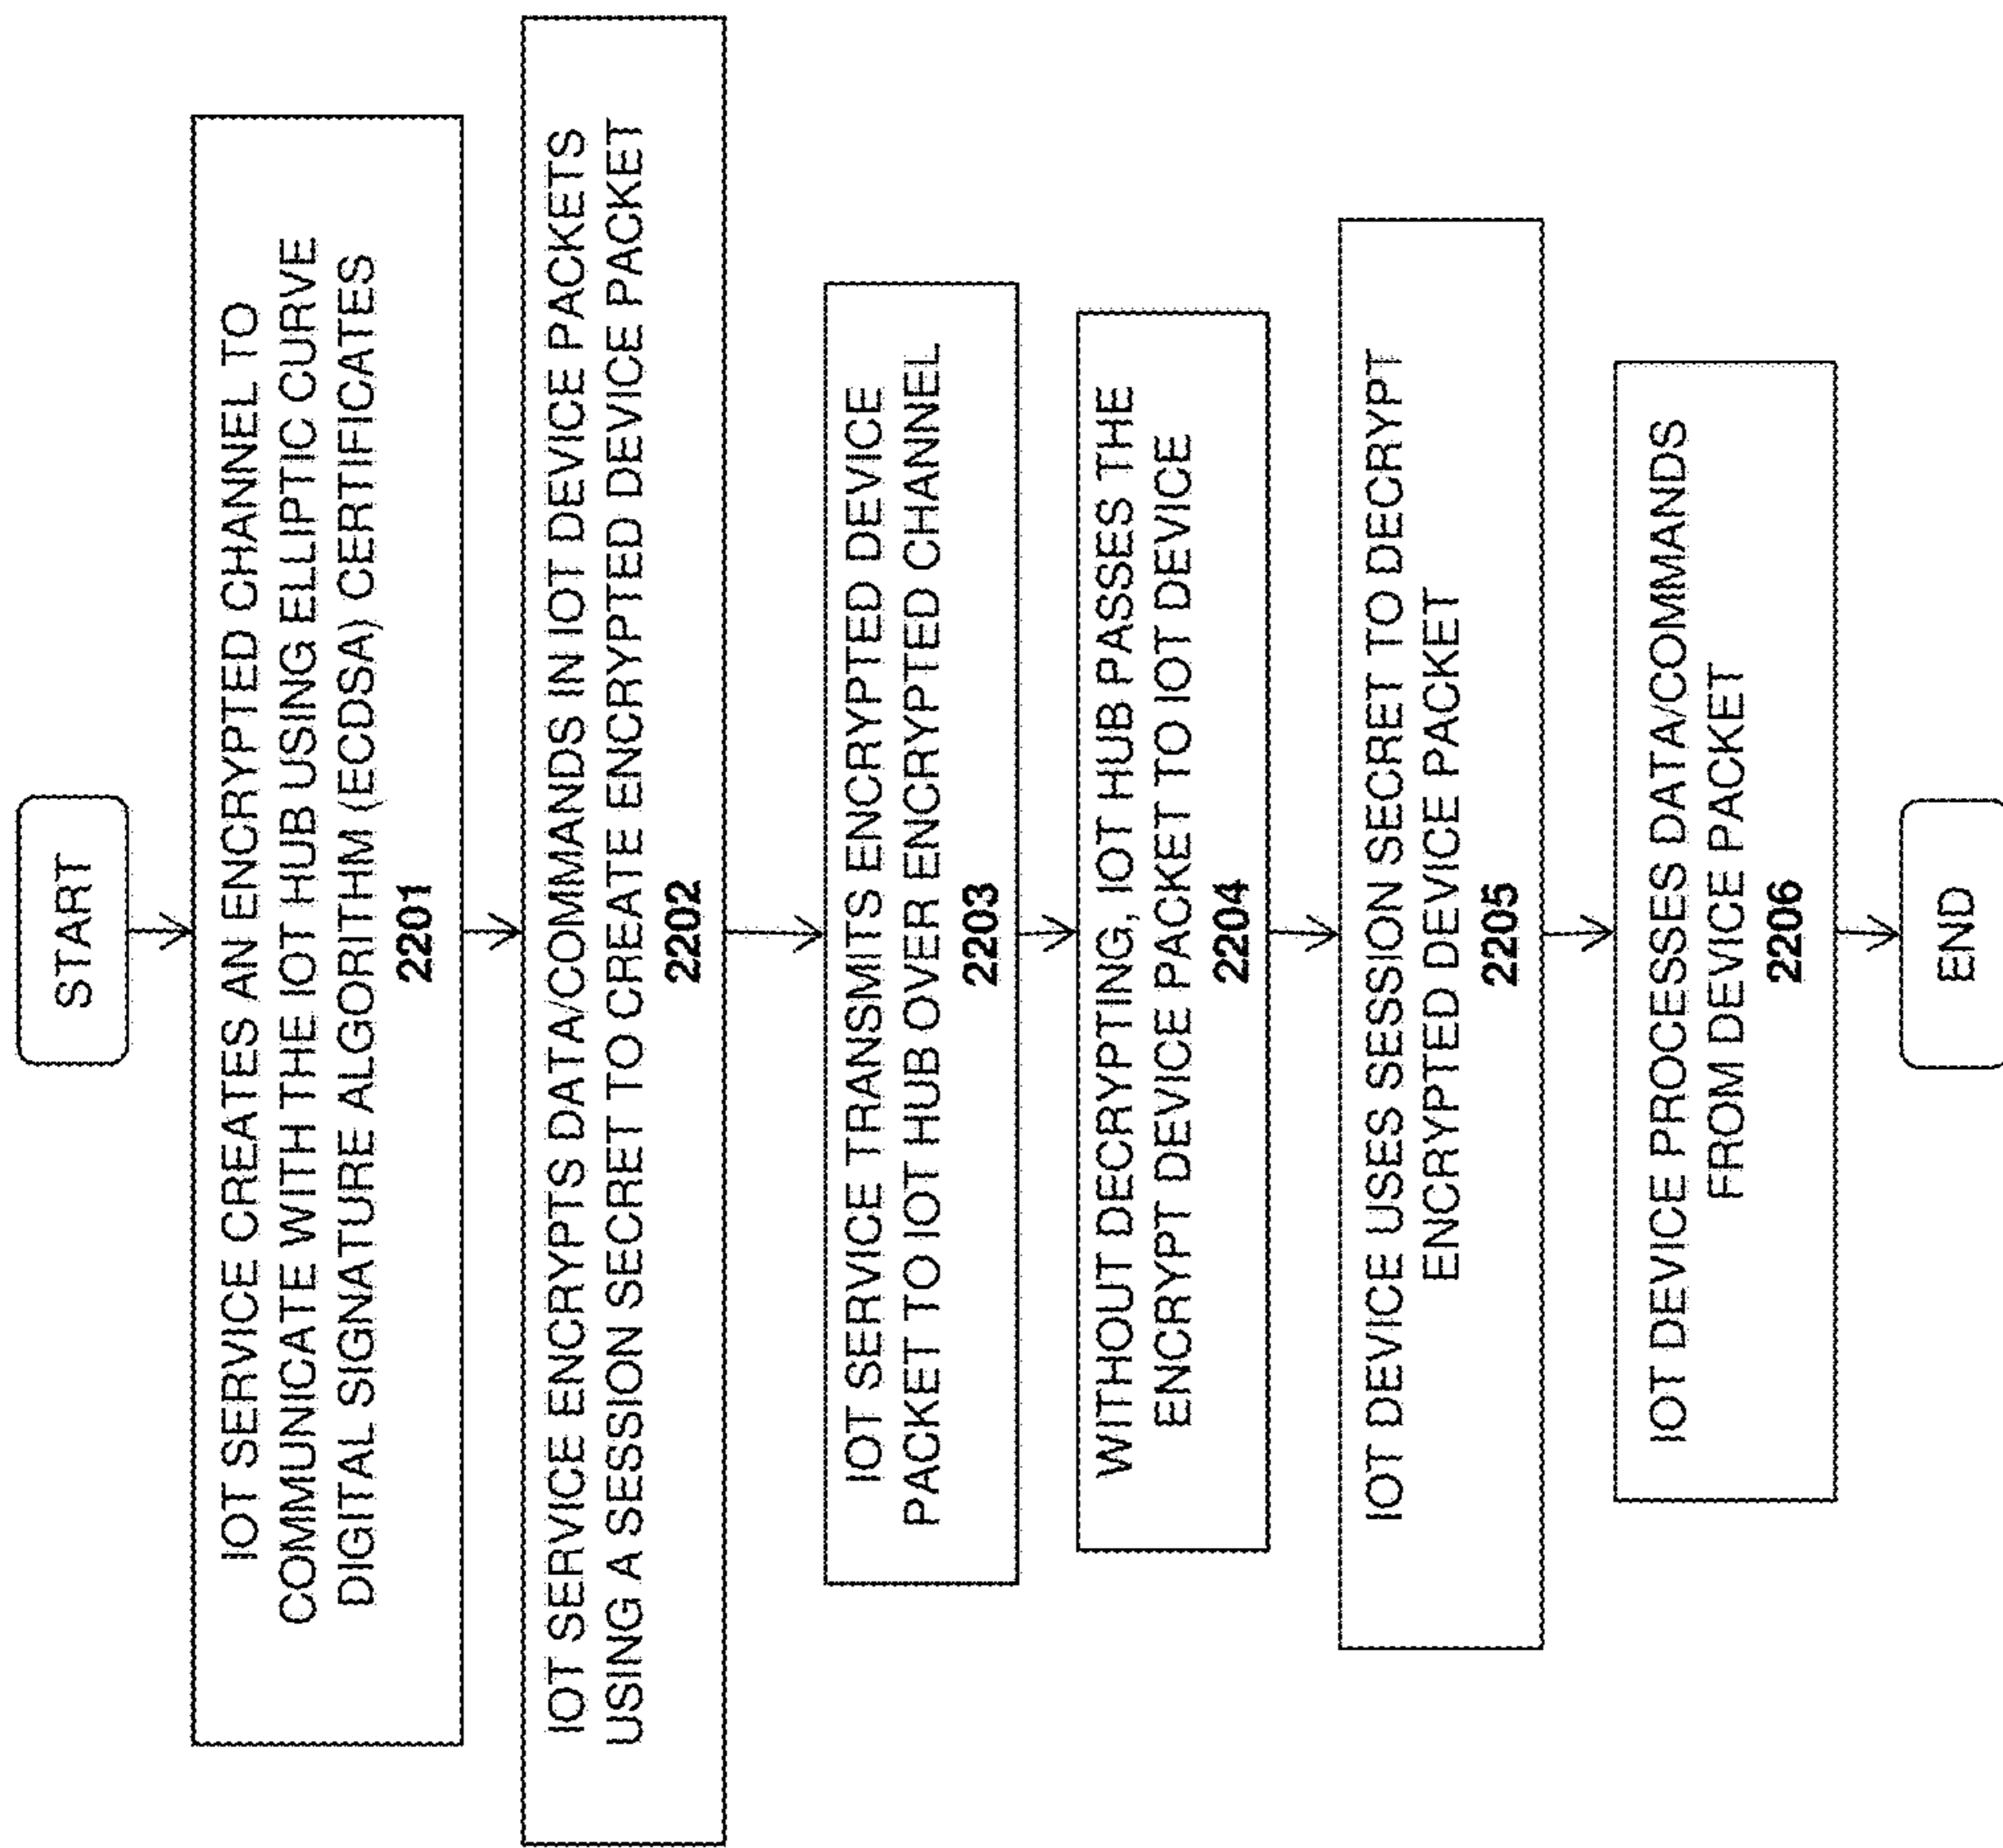 START
IOT SERVICE CREATES AN ENCRYPTED CHANNEL TO
COMMUNICATE WITH THE IOT HUB USING ELLIPTIC CURVE
DIGITAL SIGNATURE ALGORITHM (ECDSA) CERTIFICATES
2201
IOT SERVICE ENCRYPTS DATA/COMMANDS IN IOT DEVICE PACKETS
USING A SESSION SECRET TO CREATE ENCRYPTED DEVICE PACKET
2202
IOT SERVICE TRANSMITS ENCRYPTED DEVICE
PACKET TO IOT HUB OVER ENCRYPTED CHANNEL
2203
WITHOUT DECRYPTING, IOT HUB PASSES THE
ENCRYPT DEVICE PACKET TO IOT DEVICE
2204
IOT DEVICE USES SESSION SECRET TO DECRYPT
ENCRYPTED DEVICE PACKET
2205
IOT DEVICE PROCESSES DATA/COMMANDS
FROM DEVICE PACKET
2206
END